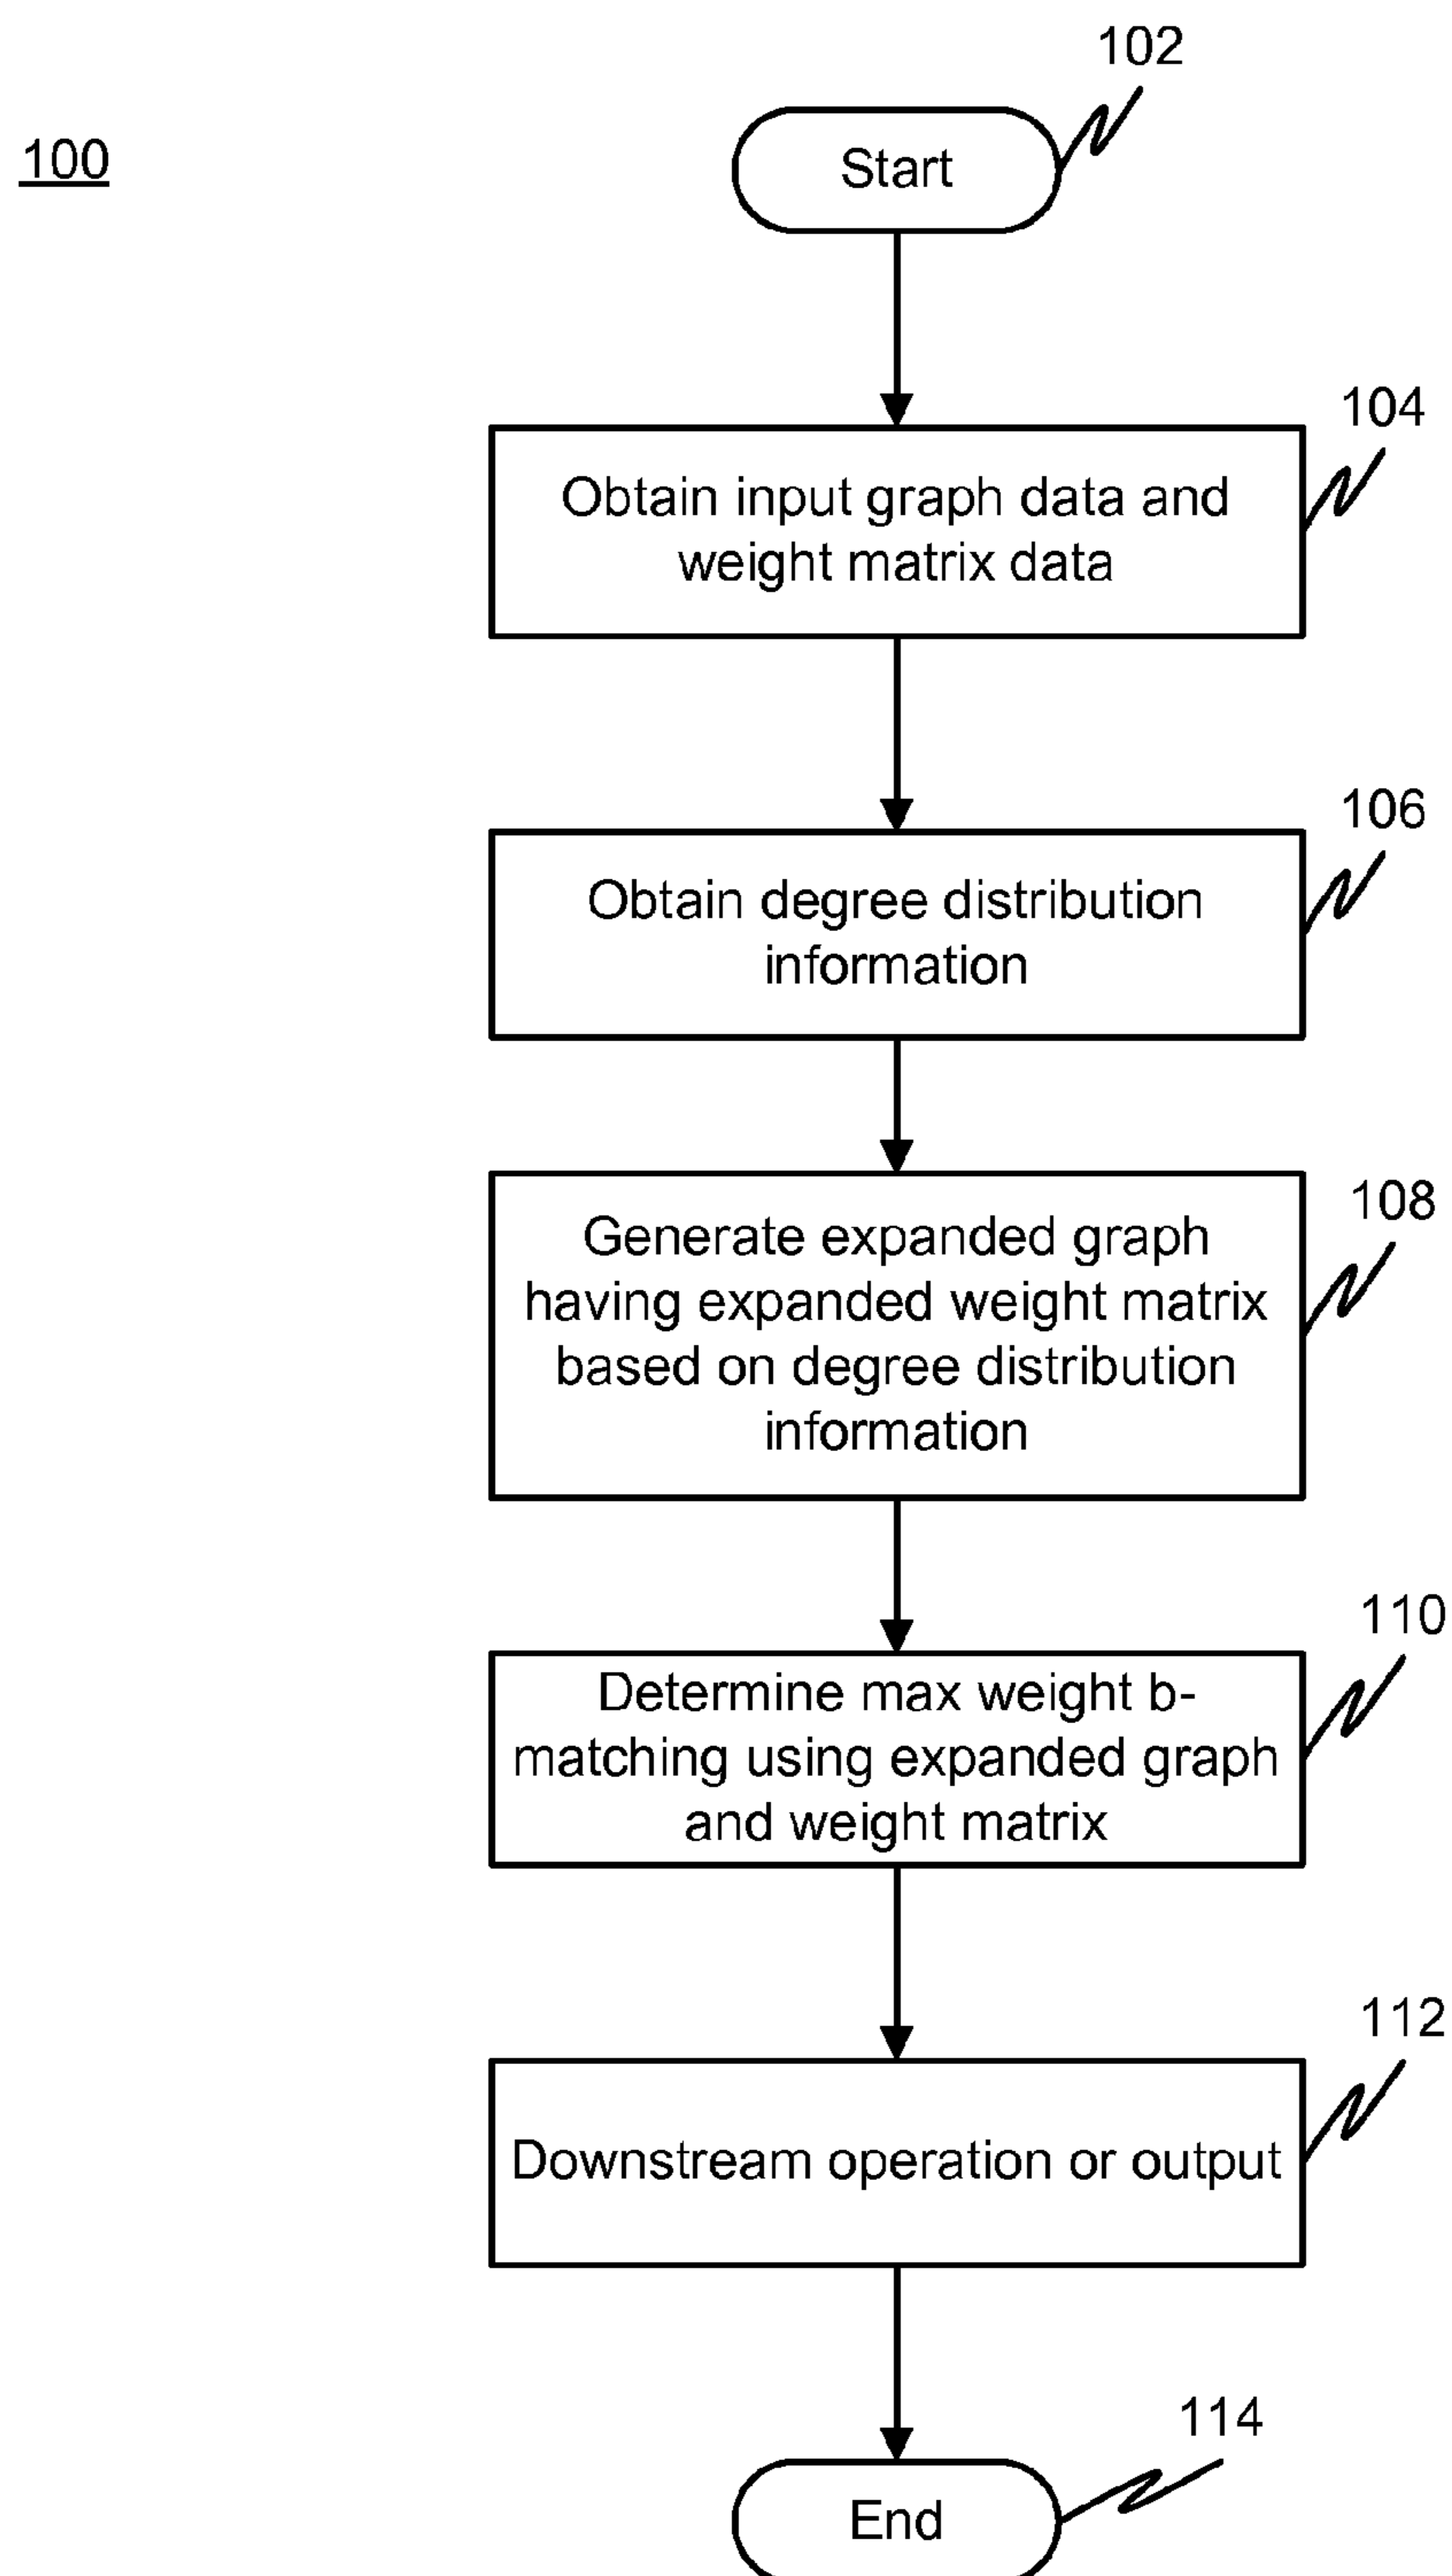 102
100
Start
104
Obtain input graph data and
weight matrix data
106
Obtain degree distribution
information
108
Generate expanded graph
having expanded weight matrix
based on degree distribution
information
110
Determine max weight b-
matching using expanded graph
and weight matrix
112
Downstream operation or output
114
End